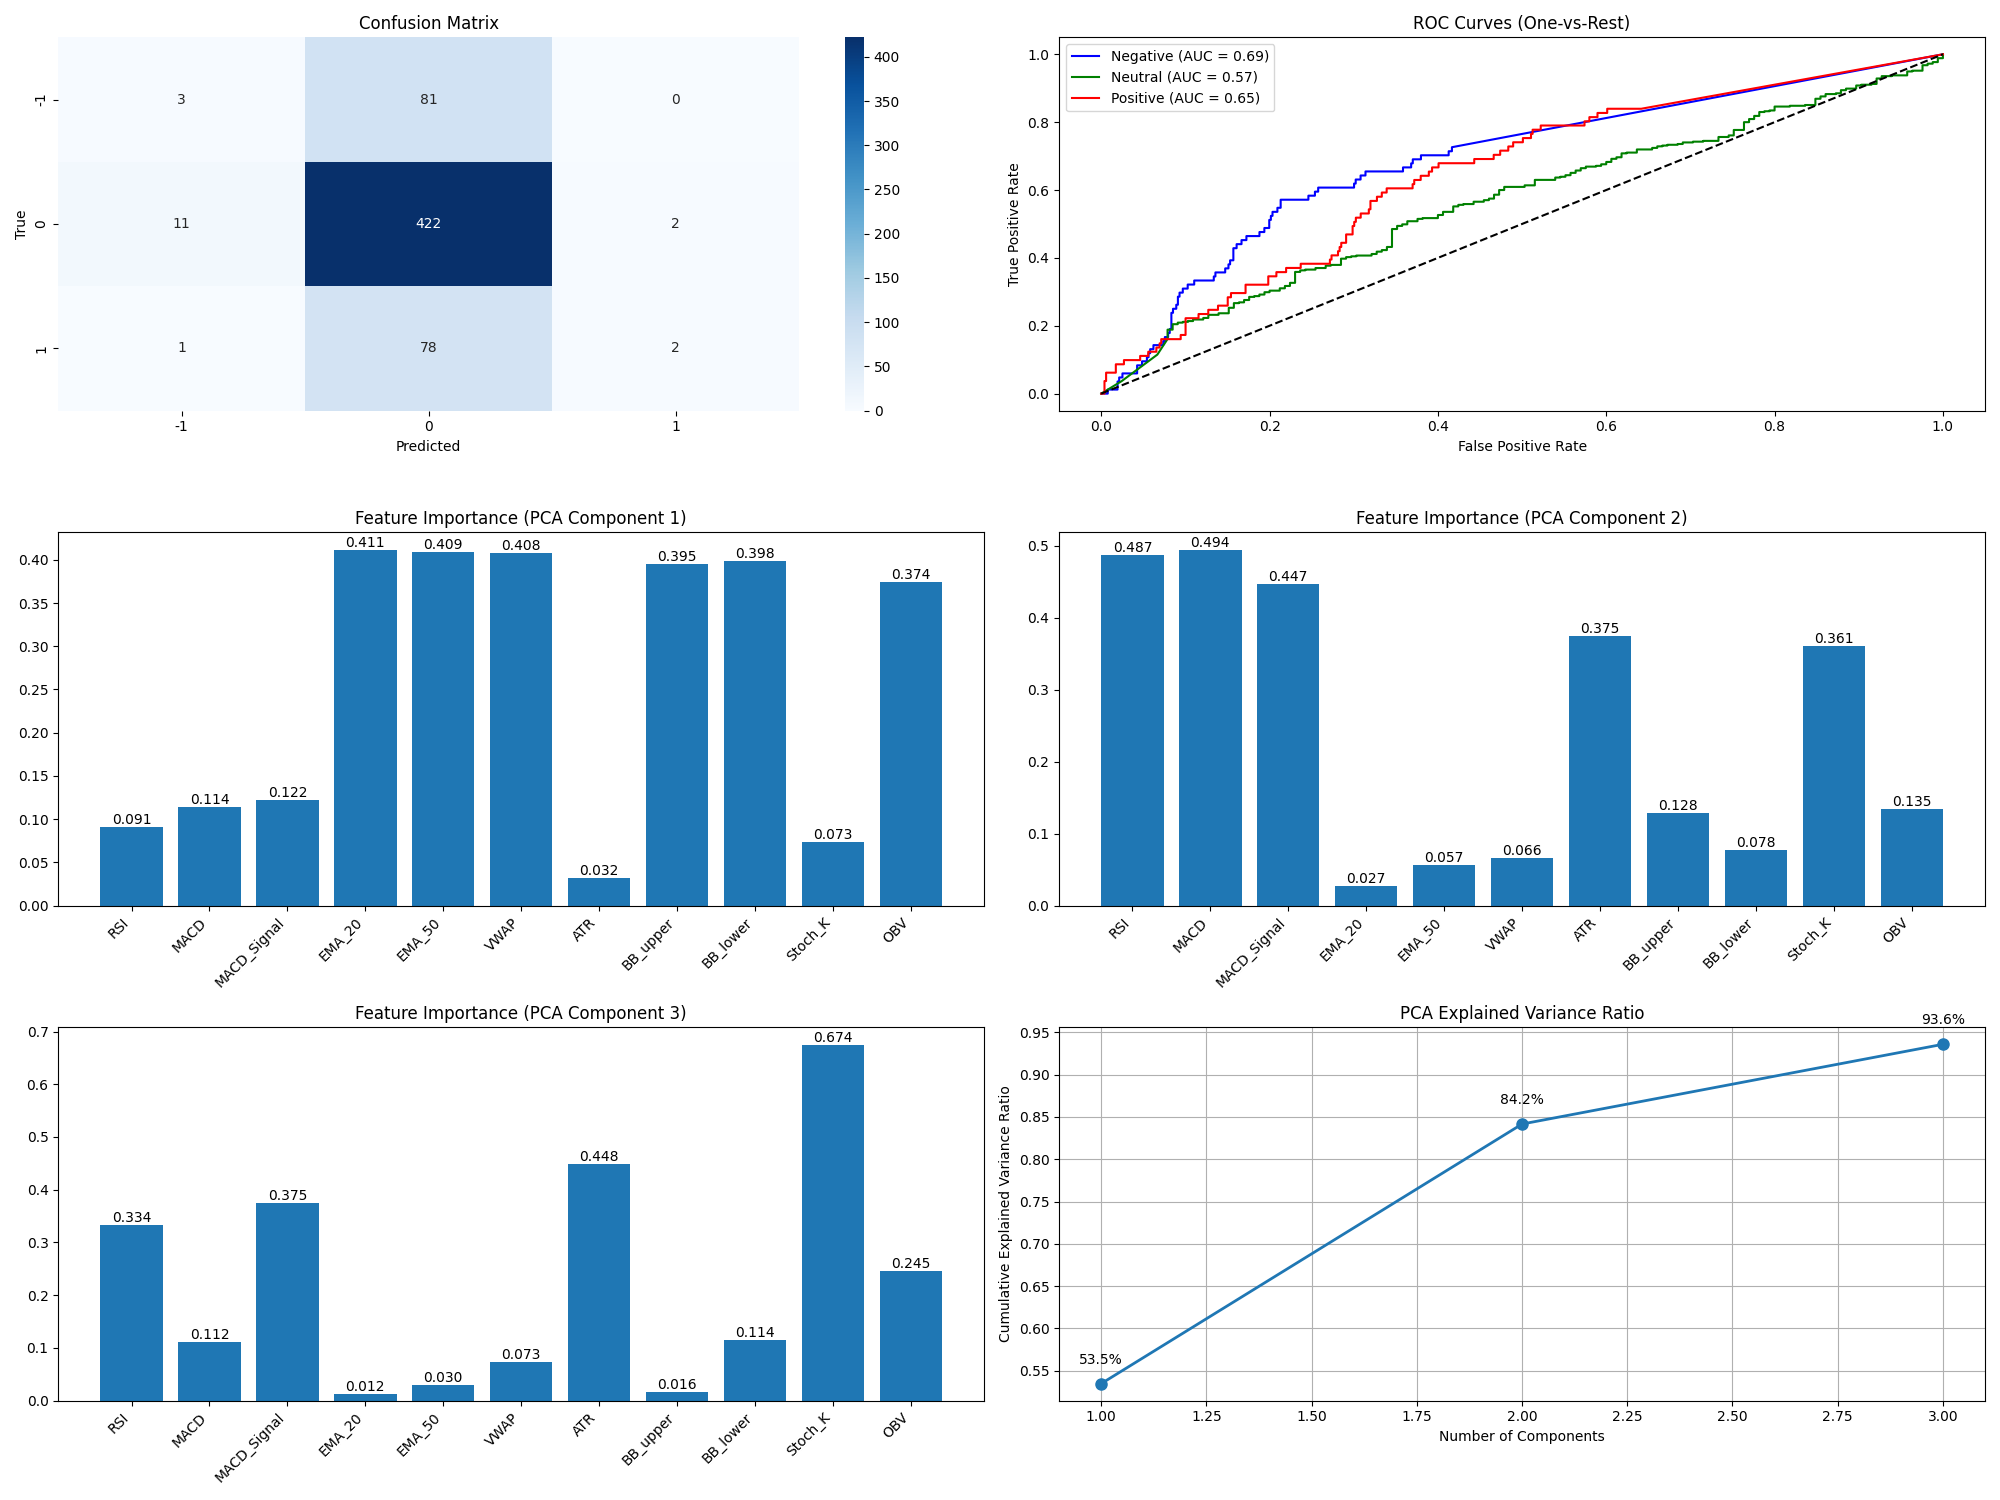 Confusion Matrix
3 81 0
11 422 2
1 78 2
-1
0
1
True
-1 0 1
Predicted
400
350
300
250
200
150
100
50
0
ROC Curves (One-vs-Rest)
Negative (AUC = 0.69)
Neutral (AUC = 0.57)
Positive (AUC = 0.65)
1.0
0.8
0.6
0.4
0.2
0.0
True Positive Rate
0.0 0.2 0.4 0.6 0.8 1.0
False Positive Rate
Feature Importance (PCA Component 1)
0.40
0.35
0.30
0.25
0.20
0.15
0.10
0.05
0.00
0.091 0.114 0.122 0.411 0.409 0.408 0.032 0.395 0.398 0.073 0.374
RSI MACD MACD_Signal EMA_20 EMA_50 VWAP ATR BB_upper BB_lower Stoch_K OBV
Feature Importance (PCA Component 2)
0.5
0.4
0.3
0.2
0.1
0.0
0.487 0.494 0.447 0.027 0.057 0.066 0.375 0.128 0.078 0.361 0.135
RSI MACD MACD_Signal EMA_20 EMA_50 VWAP ATR BB_upper BB_lower Stoch_K OBV
Feature Importance (PCA Component 3)
0.7
0.6
0.5
0.4
0.3
0.2
0.1
0.0
0.334 0.112 0.375 0.012 0.030 0.073 0.448 0.016 0.114 0.674 0.245
RSI MACD MACD_Signal EMA_20 EMA_50 VWAP ATR BB_upper BB_lower Stoch_K OBV
PCA Explained Variance Ratio
0.95
0.90
0.85
0.80
0.75
0.70
0.65
0.60
0.55
Cumulative Explained Variance Ratio
53.5% 84.2% 93.6%
1.00 1.25 1.50 1.75 2.00 2.25 2.50 2.75 3.00
Number of Components